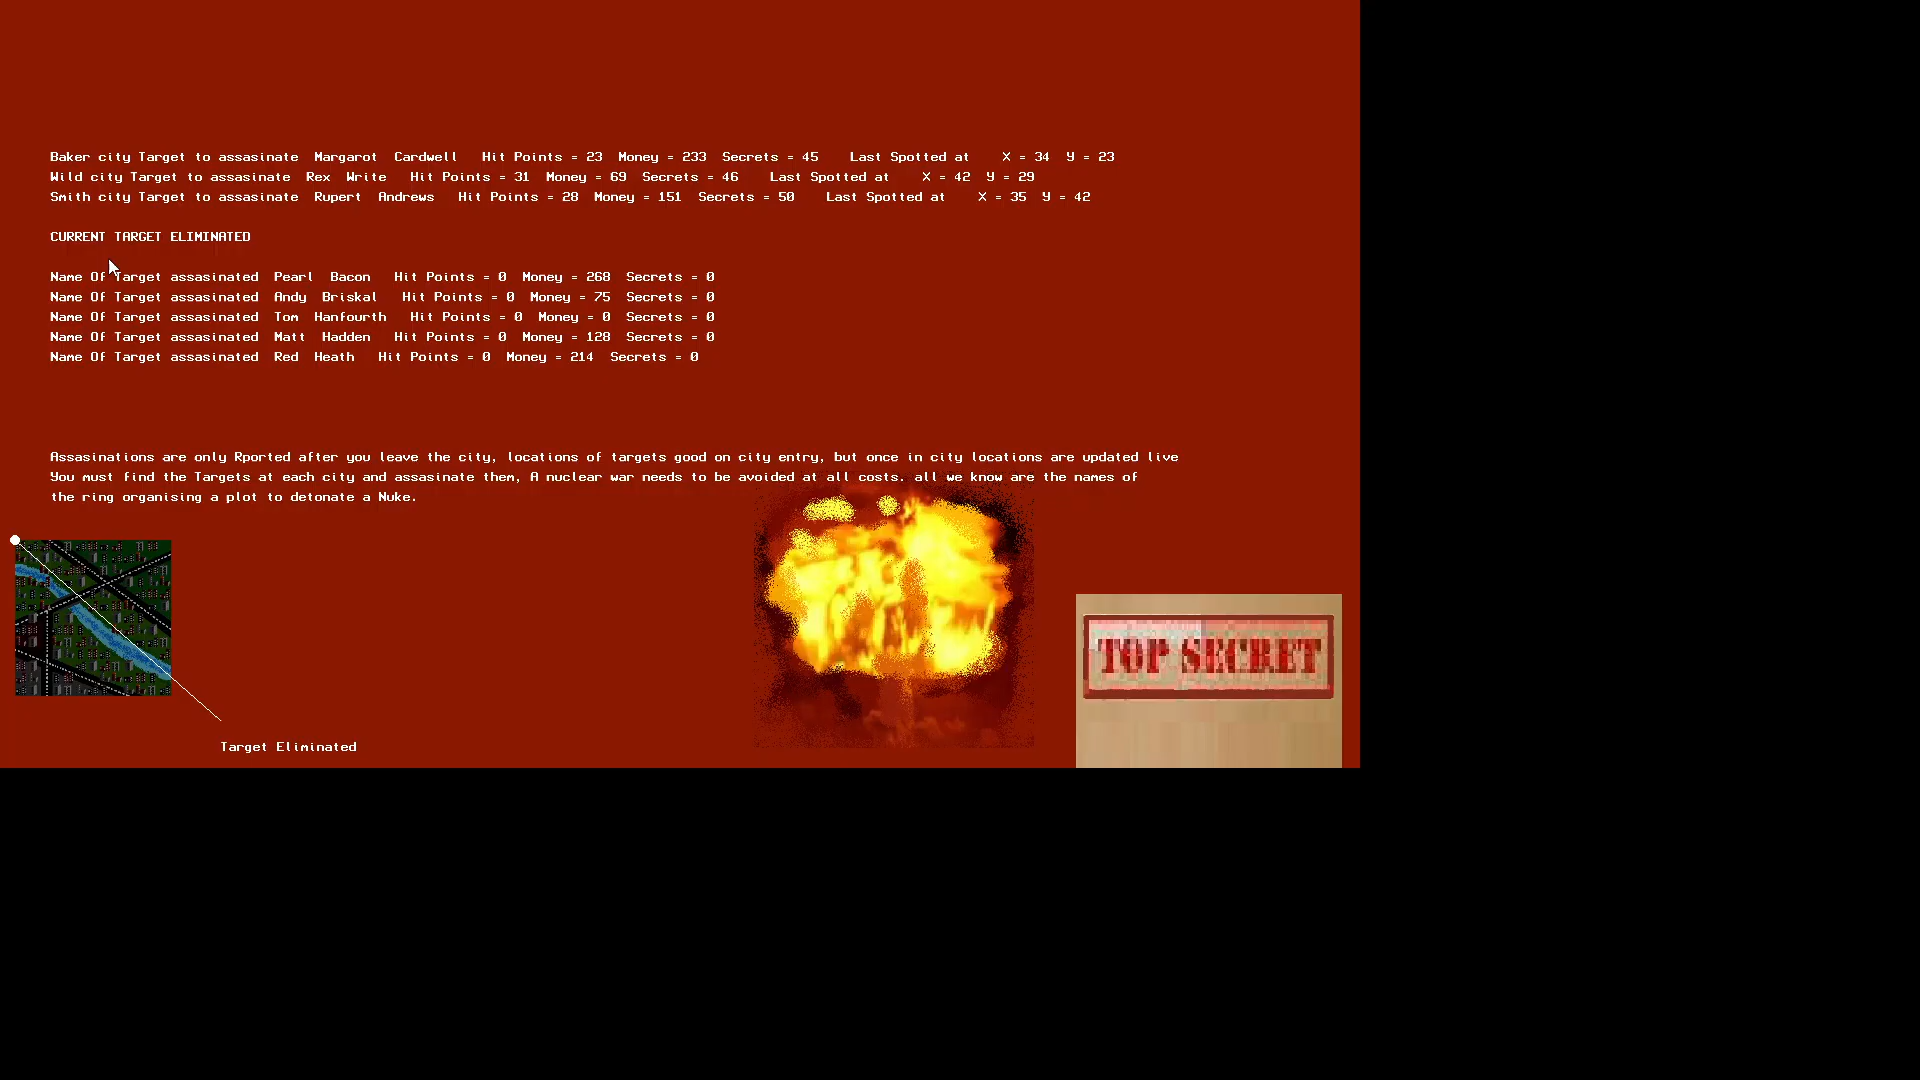 Baker city Target to assasinate  Margarot  Cardwell   Hit Points = 23  Money = 233  Secrets = 45    Last Spotted at    X = 34  Y = 23
Wild city Target to assasinate  Rex  Write   Hit Points = 31  Money = 69  Secrets = 46    Last Spotted at    X = 42  Y = 29
Smith city Target to assasinate  Rupert  Andrews   Hit Points = 28  Money = 151  Secrets = 50    Last Spotted at    X = 35  Y = 42
CURRENT TARGET ELIMINATED
Name Of Target assasinated  Pearl  Bacon   Hit Points = 0  Money = 268  Secrets = 0
Name Of Target assasinated  Andy  Briskal   Hit Points = 0  Money = 75  Secrets = 0
Name Of Target assasinated  Tom  Hanfourth   Hit Points = 0  Money = 0  Secrets = 0
Name Of Target assasinated  Matt  Hadden   Hit Points = 0  Money = 128  Secrets = 0
Name Of Target assasinated  Red  Heath   Hit Points = 0  Money = 214  Secrets = 0
Assasinations are only Rported after you leave the city, locations of targets good on city entry, but once in city locations are updated live
You must find the Targets at each city and assasinate them, A nuclear war needs to be avoided at all costs. all we know are the names of
the ring organising a plot to detonate a Nuke.
TOP SECRET
Target Eliminated